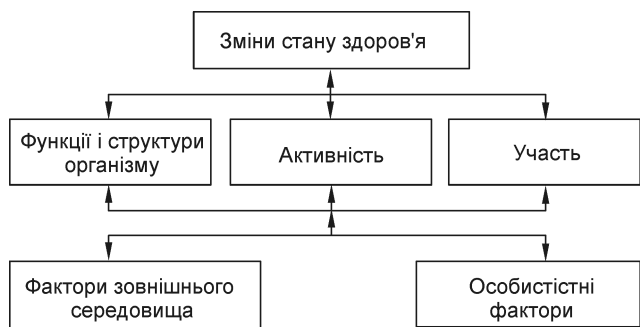 Зміни стану здоров'я
Функції і структури
організму
Активність
Участь
Фактори зовнішнього
середовища
Особистістні
фактори